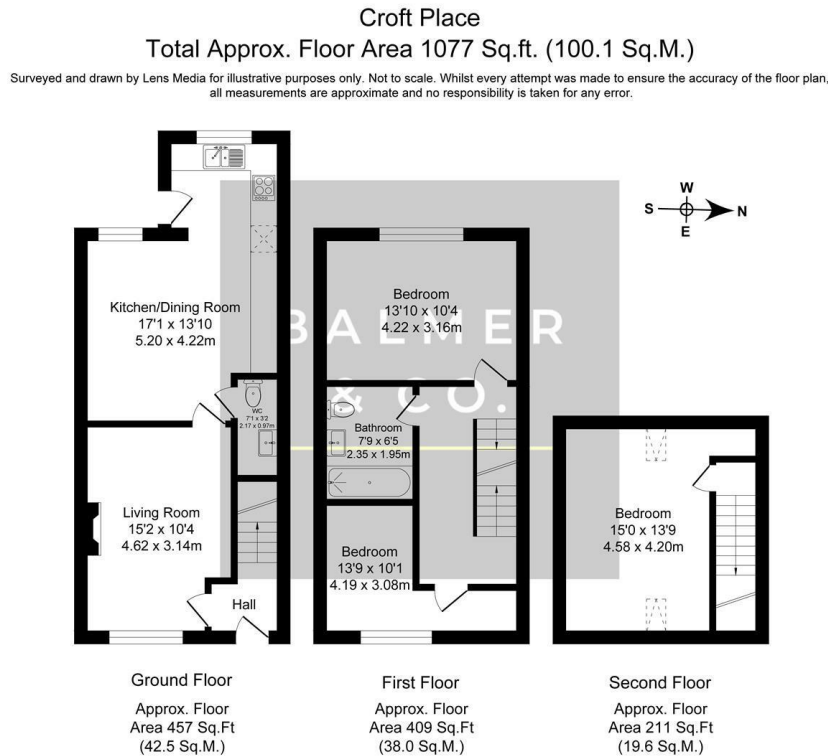 Croft Place
Total Approx. Floor Area 1077 Sq.ft. (100.1 Sq.M.)
Surveyed and drawn by Lens Media for illustrative purposes only. Not to scale. Whilst every attempt was made to ensure the accuracy of the floor plan,
all measurements are approximate and no responsibility is taken for any error.
W
S
N
E
Kitchen/Dining Room
17'1 x 13'10
5.20 x 4.22m
WC
7'1 x 3'2
2.17 x 0.97m
Living Room
15'2 x 10'4
4.62 x 3.14m
Hall
Bedroom
13'10 x 10'4
4.22 x 3.16m
BALMER
& CO.
Bathroom
7'9 x 6'5
2.35 x 1.95m
Bedroom
13'9 x 10'1
4.19 x 3.08m
Bedroom
15'0 x 13'9
4.58 x 4.20m
Ground Floor
Approx. Floor
Area 457 Sq.Ft
(42.5 Sq.M.)
First Floor
Approx. Floor
Area 409 Sq.Ft
(38.0 Sq.M.)
Second Floor
Approx. Floor
Area 211 Sq.Ft
(19.6 Sq.M.)